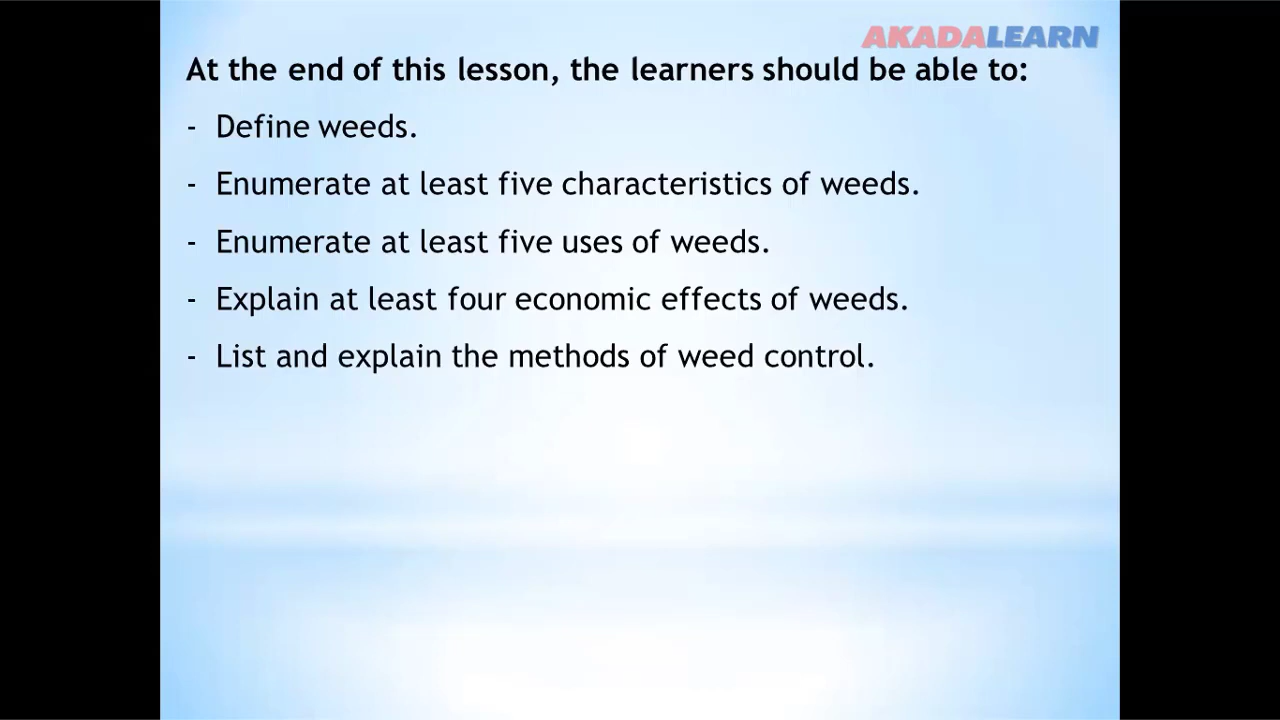 AKADALEARN
At the end of this lesson, the learners should be able to:
- Define weeds.
- Enumerate at least five characteristics of weeds.
- Enumerate at least five uses of weeds.
- Explain at least four economic effects of weeds.
- List and explain the methods of weed control.